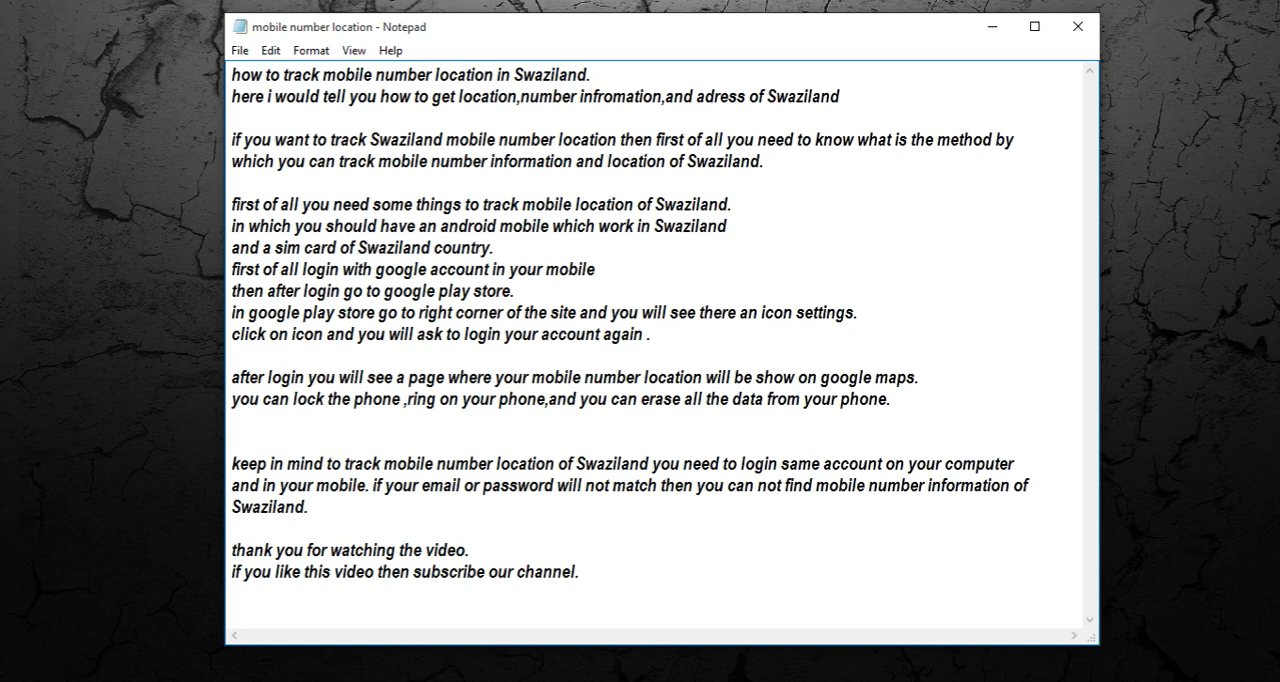 mobile number location - Notepad
File Edit Format View Help
how to track mobile number location in Swaziland.
here i would tell you how to get location,number infromation,and adress of Swaziland
if you want to track Swaziland mobile number location then first of all you need to know what is the method by
which you can track mobile number information and location of Swaziland.
first of all you need some things to track mobile location of Swaziland.
in which you should have an android mobile which work in Swaziland
and a sim card of Swaziland country.
first of all login with google account in your mobile
then after login go to google play store.
in google play store go to right corner of the site and you will see there an icon settings.
click on icon and you will ask to login your account again .
after login you will see a page where your mobile number location will be show on google maps.
you can lock the phone ,ring on your phone,and you can erase all the data from your phone.
keep in mind to track mobile number location of Swaziland you need to login same account on your computer
and in your mobile. if your email or password will not match then you can not find mobile number information of
Swaziland.
thank you for watching the video.
if you like this video then subscribe our channel.